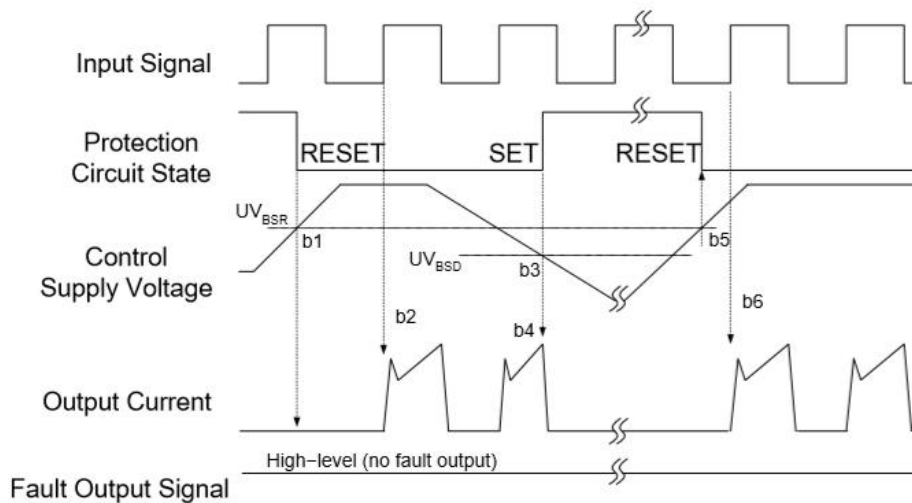 Input Signal
Protection
Circuit State
RESET
SET
RESET
UVBSR
b1
b5
Control
Supply Voltage
UVBSD
b3
b2
b4
b6
Output Current
High-level (no fault output)
Fault Output Signal